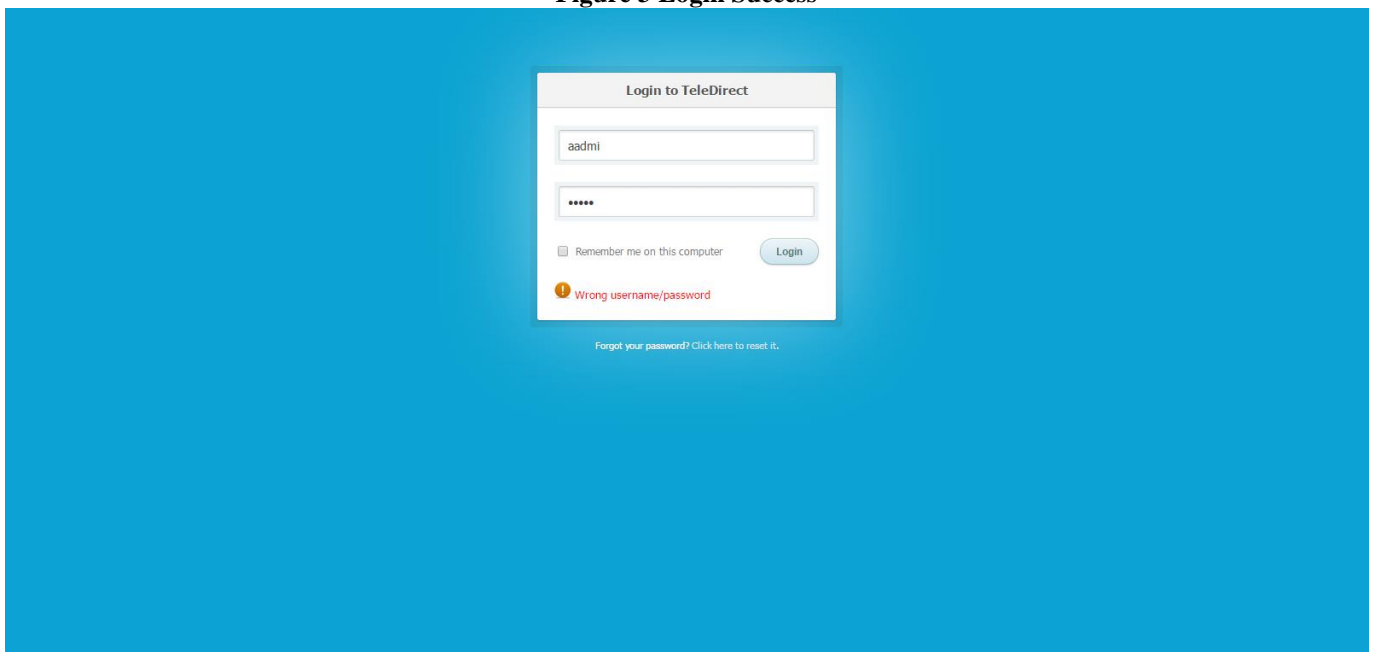 Figure 3 Login Success
Login to TeleDirect
aadmi
•••••
Remember me on this computer
Login
Wrong username/password
Forgot your password? Click here to reset it.